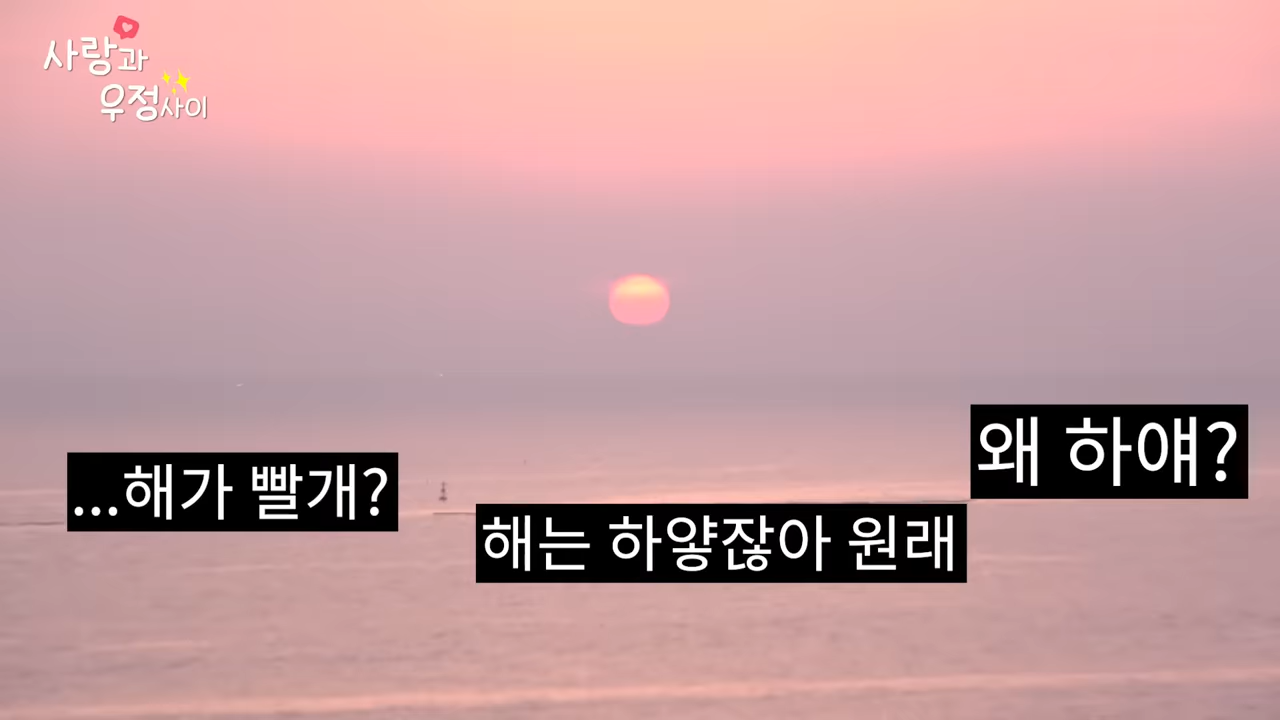 사랑과
우정사이
...해가 빨개?
해는 하얗잖아 원래
왜 하얘?